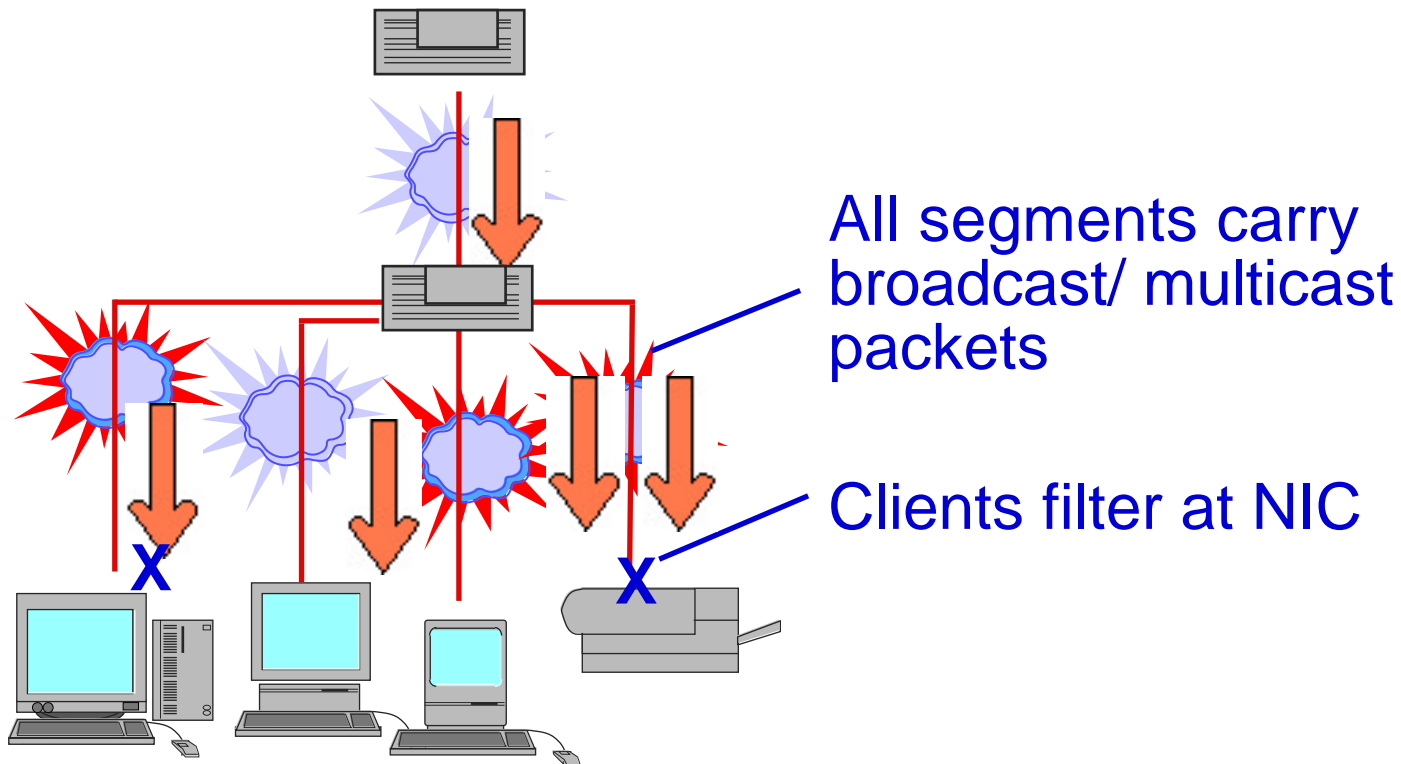 All segments carry
broadcast/ multicast
packets
Clients filter at NIC
X
X